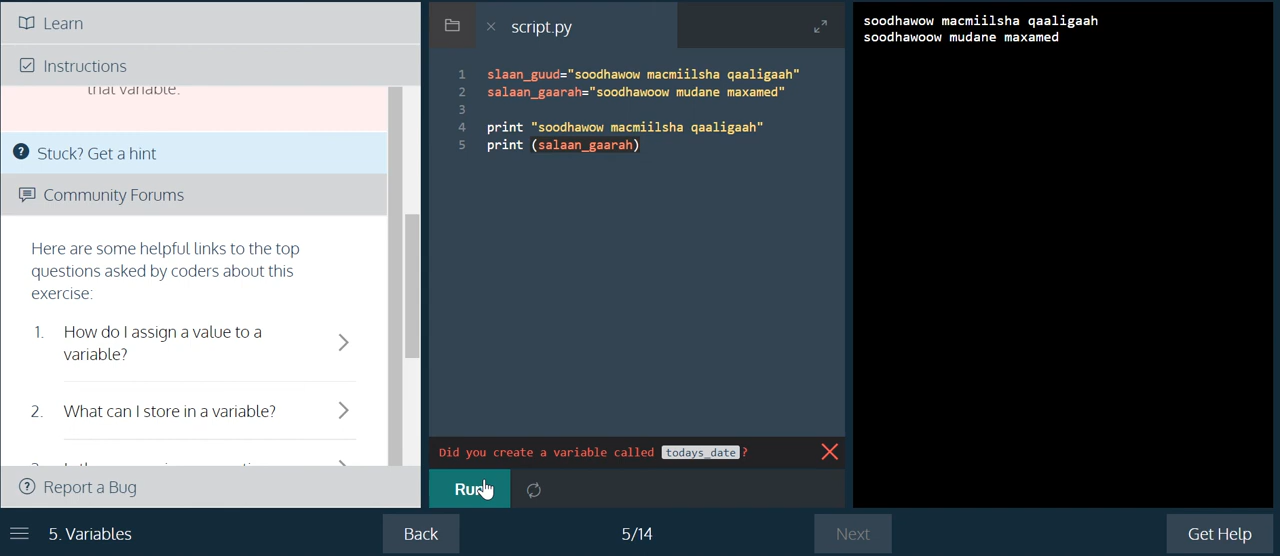 Learn
Instructions
that variable.
Stuck? Get a hint
Community Forums
Here are some helpful links to the top
questions asked by coders about this
exercise:
1. How do I assign a value to a
variable?
2. What can I store in a variable?
Report a Bug
script.py
1 slaan_guud="soodhawow macmiilsha qaaligaah"
2 salaan_gaarah="soodhawoow mudane maxamed"
3
4 print "soodhawow macmiilsha qaaligaah"
5 print (salaan_gaarah)
Did you create a variable called todays_date ?
Run
soodhawow macmiilsha qaaligaah
soodhawoow mudane maxamed
5. Variables
Back
5/14
Next
Get Help